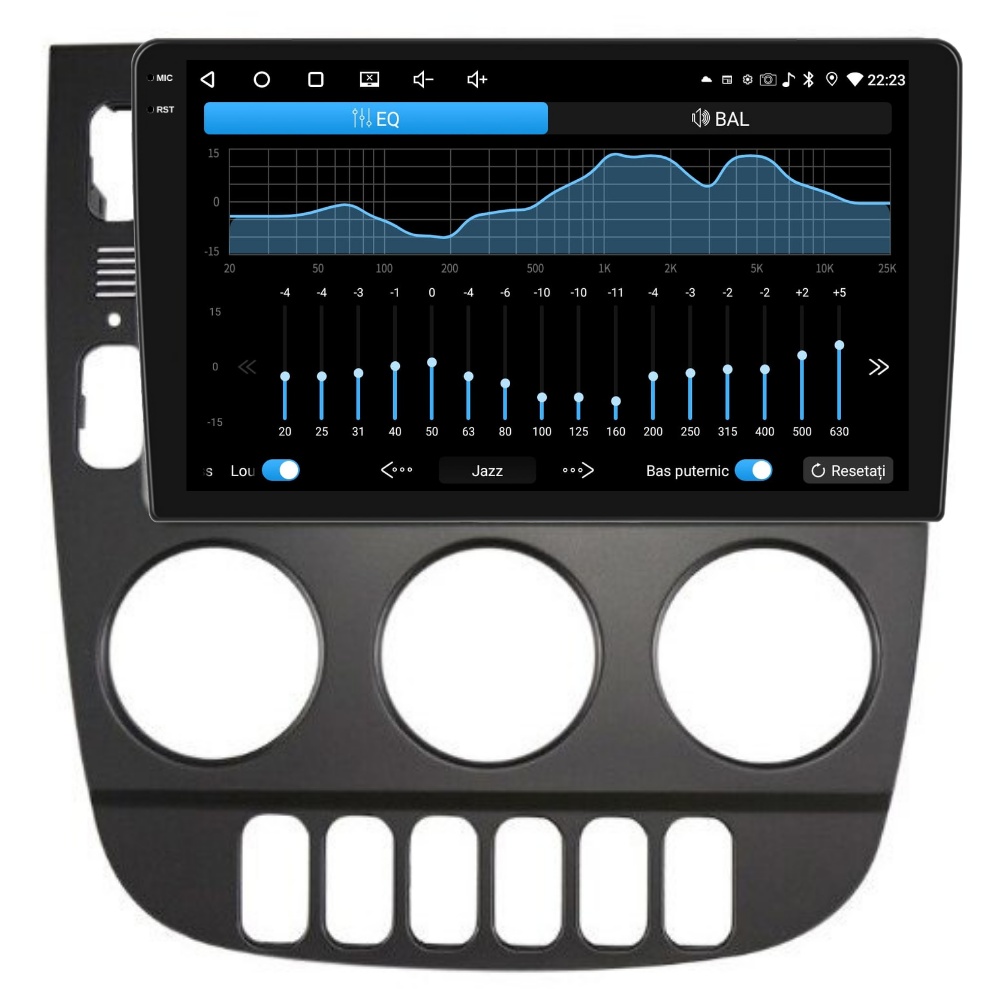 MIC
22:23
RST
EQ
BAL
15
0
-15
20 50 100 200 500 1K 2K 5K 10K 25K
-4 -4 -3 -1 0 -4 -6 -10 -10 -11 -4 -3 -2 -2 +2 +5
15
0
-15
20 25 31 40 50 63 80 100 125 160 200 250 315 400 500 630
s Lou Jazz Bas puternic Resetați